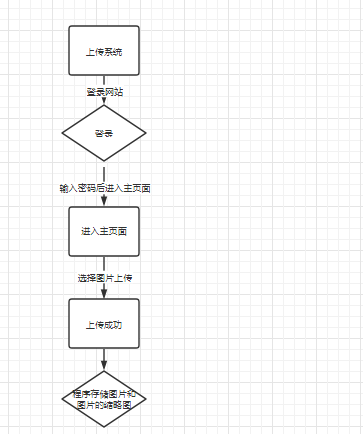 上传系统
登录网站
登录
输入密码后进入主页面
进入主页面
选择图片上传
上传成功
程序存储图片和
图片的缩略图